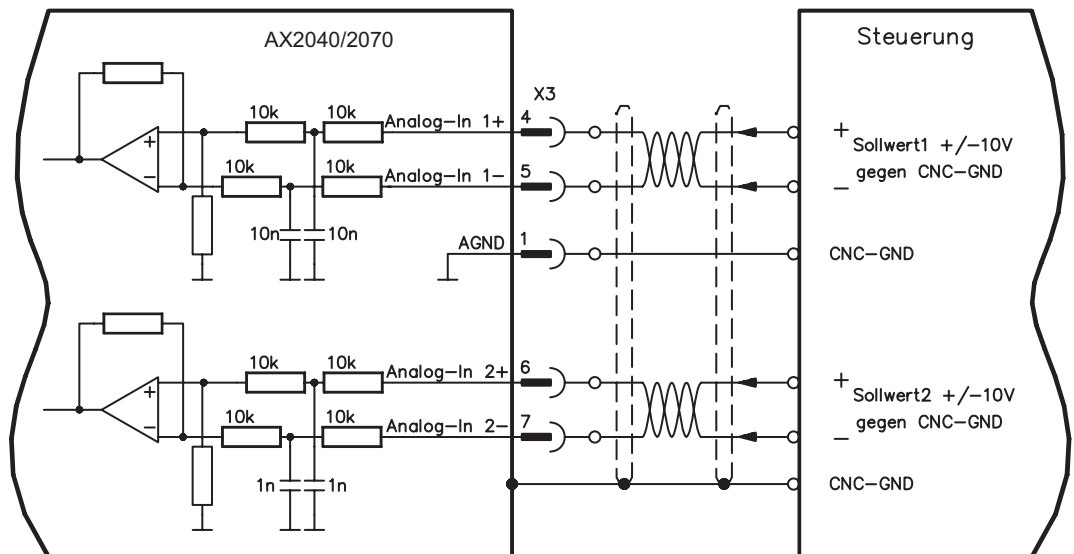 AX2040/2070
Steuerung
X3
10k
10k
Analog-In 1+
4
+
Sollwert1 +/-10V
gegen CNC-GND
+
−
10k
10k
Analog-In 1-
5
−
10n
10n
AGND
1
CNC-GND
10k
10k
Analog-In 2+
6
+
Sollwert2 +/-10V
gegen CNC-GND
+
−
10k
10k
Analog-In 2-
7
−
1n
1n
CNC-GND